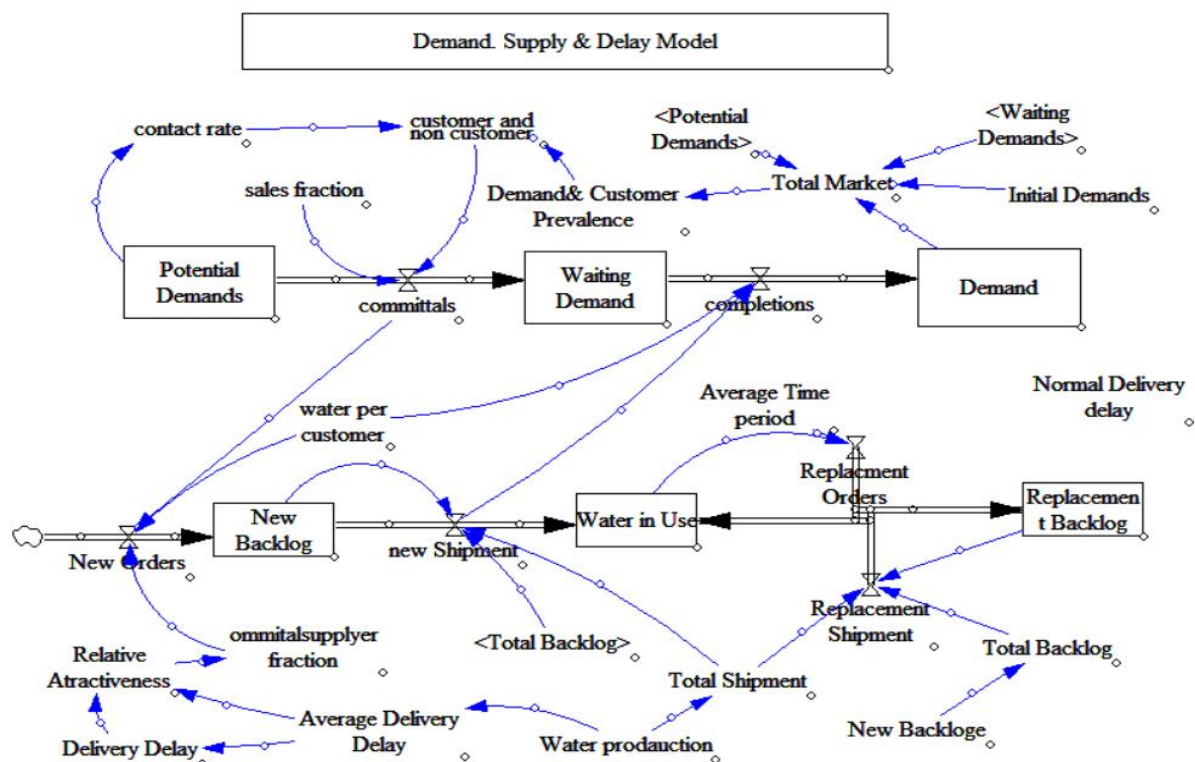 Demand. Supply & Delay Model
contact rate
customer and
non customer
<Potential
Demands>
<Waiting
Demands>
sales fraction
Demand& Customer
Prevalence
Total Market
Initial Demands
Potential
Demands
committals
Waiting
Demand
completions
Demand
water per
customer
Average Time
period
Normal Delivery
delay
Replacment
Orders
New
Backlog
Water in Use
Replacemen
t Backlog
New Orders
new Shipment
Replacement
Shipment
ommitalsupplyer
fraction
<Total Backlog>
Total Backlog
Relative
Atractiveness
Total Shipment
Average Delivery
Delay
New Backloge
Delivery Delay
Water prodauction